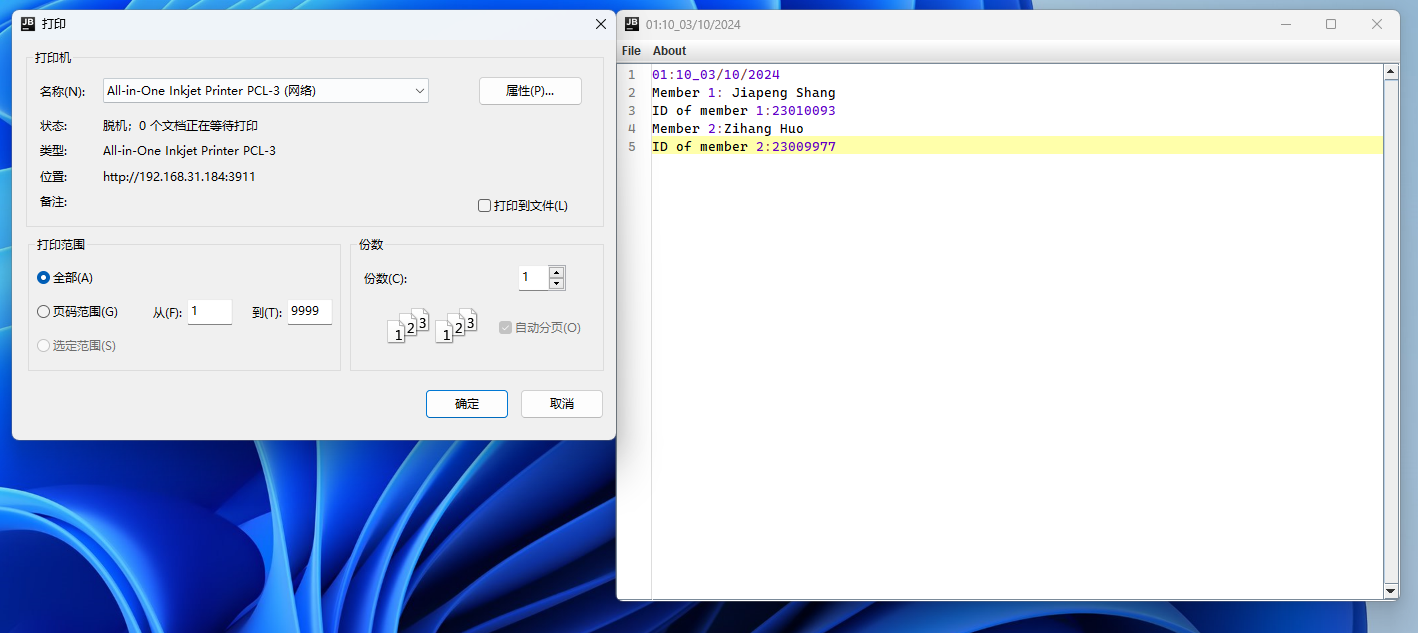 JB 打印
打印机
名称(N): All-in-One Inkjet Printer PCL-3 (网络) 属性(P)...
状态: 脱机；0 个文档正在等待打印
类型: All-in-One Inkjet Printer PCL-3
位置: http://192.168.31.184:3911
备注:
打印到文件(L)
打印范围
全部(A)
页码范围(G) 从(F): 1 到(T): 9999
选定范围(S)
份数
份数(C): 1
1 2 3 1 2 3 自动分页(O)
确定 取消
JB 01:10_03/10/2024
File About
1 01:10_03/10/2024
2 Member 1: Jiapeng Shang
3 ID of member 1:23010093
4 Member 2:Zihang Huo
5 ID of member 2:23009977